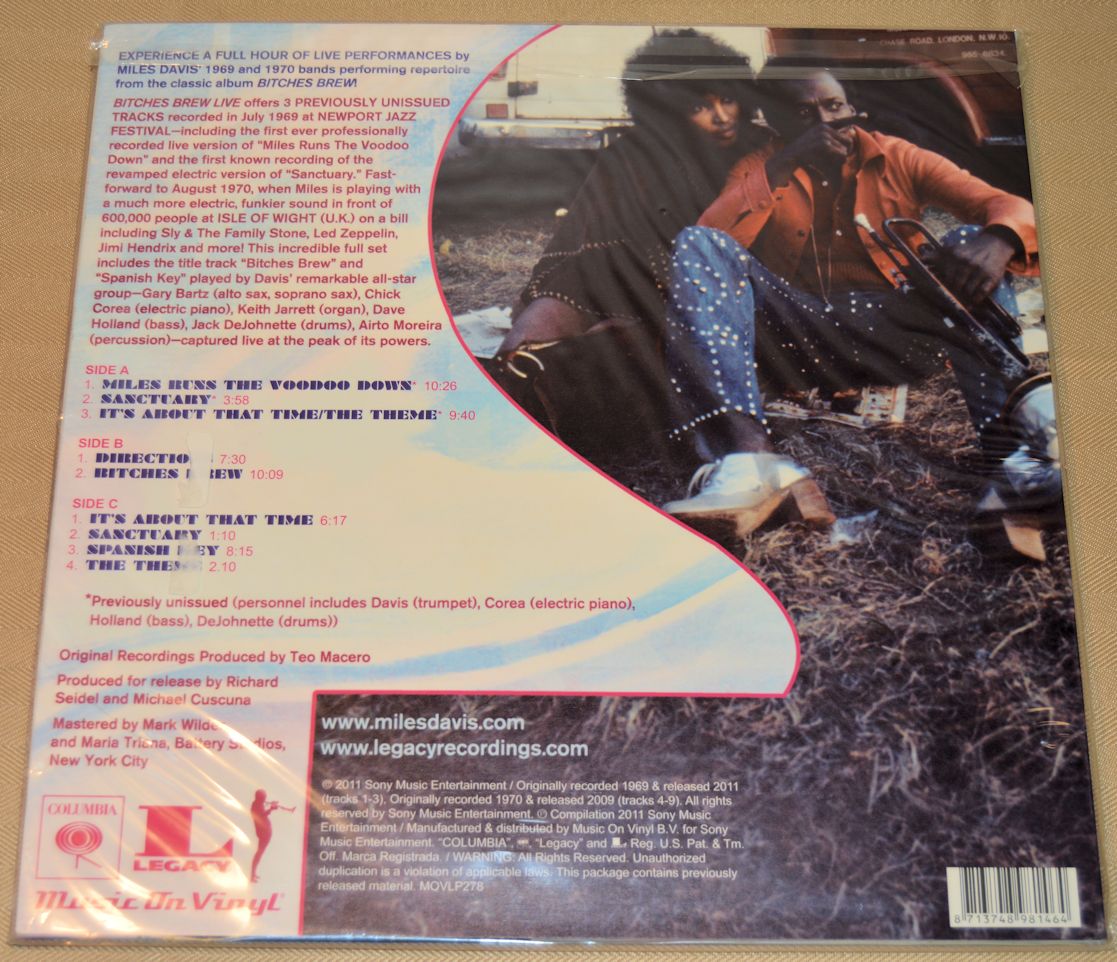 EXPERIENCE A FULL HOUR OF LIVE PERFORMANCES by
MILES DAVIS' 1969 and 1970 bands performing repertoire
from the classic album BITCHES BREW!
BITCHES BREW LIVE offers 3 PREVIOUSLY UNISSUED
TRACKS recorded in July 1969 at NEWPORT JAZZ
FESTIVAL—including the first ever professionally
recorded live version of "Miles Runs The Voodoo
Down" and the first known recording of the
revamped electric version of "Sanctuary." Fast-
forward to August 1970, when Miles is playing with
a much more electric, funkier sound in front of
600,000 people at ISLE OF WIGHT (U.K.) on a bill
including Sly & The Family Stone, Led Zeppelin,
Jimi Hendrix and more! This incredible full set
includes the title track "Bitches Brew" and
"Spanish Key" played by Davis' remarkable all-star
group—Gary Bartz (alto sax, soprano sax), Chick
Corea (electric piano), Keith Jarrett (organ), Dave
Holland (bass), Jack DeJohnette (drums), Airto Moreira
(percussion)—captured live at the peak of its powers.
SIDE A
1. MILES RUNS THE VOODOO DOWN* 10:26
2. SANCTUARY* 3:58
3. IT'S ABOUT THAT TIME/THE THEME* 9:40
SIDE B
1. DIRECTIO 7:30
2. BITCHES REW 10:09
SIDE C
1. IT'S ABOUT THAT TIME 6:17
2. SANCTUARY 1:10
3. SPANISH EY 8:15
4. THE THEME 2.10
*Previously unissued (personnel includes Davis (trumpet), Corea (electric piano),
Holland (bass), DeJohnette (drums))
Original Recordings Produced by Teo Macero
Produced for release by Richard
Seidel and Michael Cuscuna
Mastered by Mark Wilder
and Maria Triana, Battery Studios,
New York City
COLUMBIA
L
LEGACY
Music On Vinyl
www.milesdavis.com
www.legacyrecordings.com
℗ 2011 Sony Music Entertainment / Originally recorded 1969 & released 2011
(tracks 1-3). Originally recorded 1970 & released 2009 (tracks 4-9). All rights
reserved by Sony Music Entertainment. ℗ Compilation 2011 Sony Music
Entertainment / Manufactured & distributed by Music On Vinyl B.V. for Sony
Music Entertainment. "COLUMBIA", "Legacy" and L Reg. U.S. Pat. & Tm.
Off. Marca Registrada. / WARNING: All Rights Reserved. Unauthorized
duplication is a violation of applicable laws. This package contains previously
released material. MOVLP278
CHASE ROAD, LONDON, N.W.10
965-6634
8 713748 981464